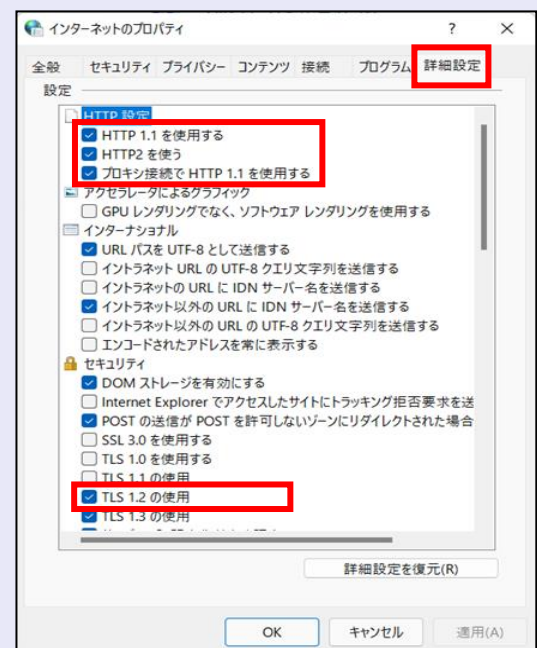 インターネットのプロパティ ? ×
全般 セキュリティ プライバシー コンテンツ 接続 プログラム 詳細設定
設定
HTTP 設定
HTTP 1.1 を使用する
HTTP2 を使う
プロキシ接続で HTTP 1.1 を使用する
アクセラレータによるグラフィック
GPU レンダリングでなく、ソフトウェア レンダリングを使用する
インターナショナル
URL パスを UTF-8 として送信する
イントラネット URL の UTF-8 クエリ文字列を送信する
イントラネットの URL に IDN サーバー名を送信する
イントラネット以外の URL に IDN サーバー名を送信する
イントラネット以外の URL の UTF-8 クエリ文字列を送信する
エンコードされたアドレスを常に表示する
セキュリティ
DOM ストレージを有効にする
Internet Explorer でアクセスしたサイトにトラッキング拒否要求を送
POST の送信が POST を許可しないゾーンにリダイレクトされた場合
SSL 3.0 を使用する
TLS 1.0 を使用する
TLS 1.1 の使用
TLS 1.2 の使用
TLS 1.3 の使用
詳細設定を復元(R)
OK キャンセル 適用(A)